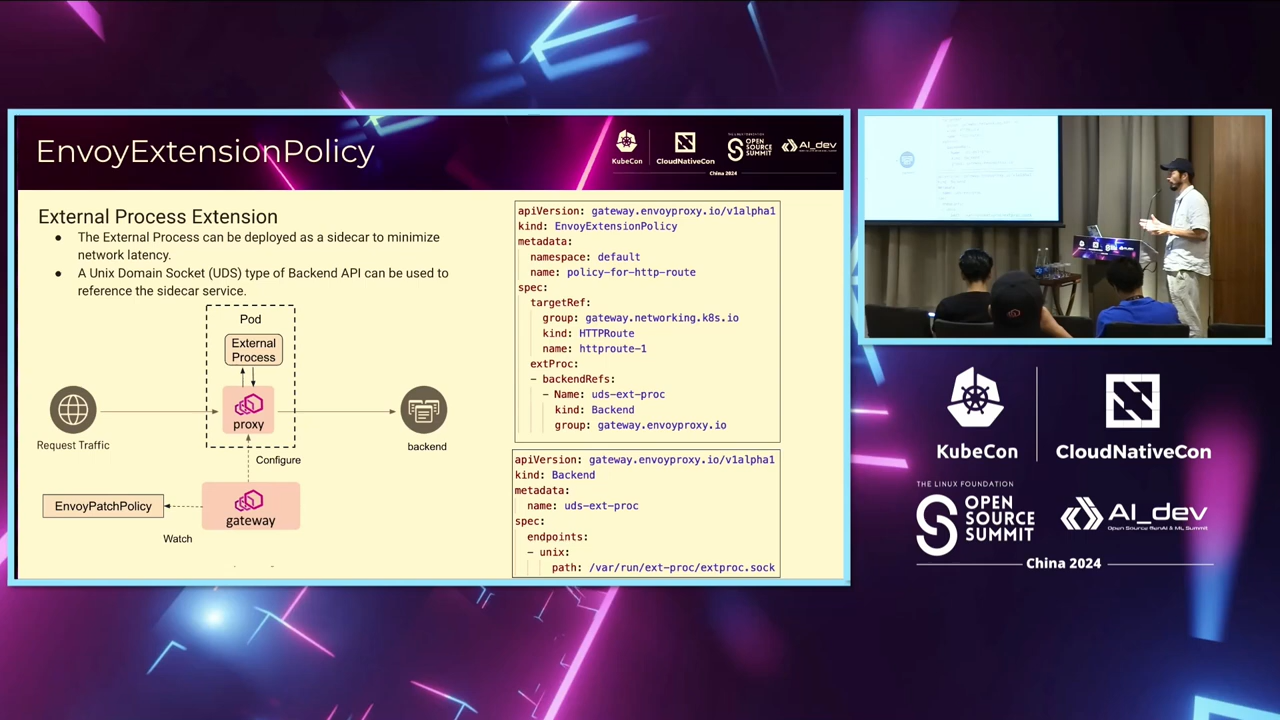 EnvoyExtensionPolicy
KubeCon
CloudNativeCon
THE LINUX FOUNDATION
OPEN
SOURCE
SUMMIT
AI_dev
China 2024
External Process Extension
● The External Process can be deployed as a sidecar to minimize
network latency.
● A Unix Domain Socket (UDS) type of Backend API can be used to
reference the sidecar service.
Pod
External
Process
proxy
Request Traffic
backend
Configure
EnvoyPatchPolicy
gateway
Watch
apiVersion: gateway.envoyproxy.io/v1alpha1
kind: EnvoyExtensionPolicy
metadata:
namespace: default
name: policy-for-http-route
spec:
targetRef:
group: gateway.networking.k8s.io
kind: HTTPRoute
name: httproute-1
extProc:
- backendRefs:
- Name: uds-ext-proc
kind: Backend
group: gateway.envoyproxy.io
apiVersion: gateway.envoyproxy.io/v1alpha1
kind: Backend
metadata:
name: uds-ext-proc
spec:
endpoints:
- unix:
path: /var/run/ext-proc/extproc.sock
KubeCon
CloudNativeCon
THE LINUX FOUNDATION
OPEN
SOURCE
SUMMIT
AI_dev
Open Source GenAI & ML Summit
China 2024